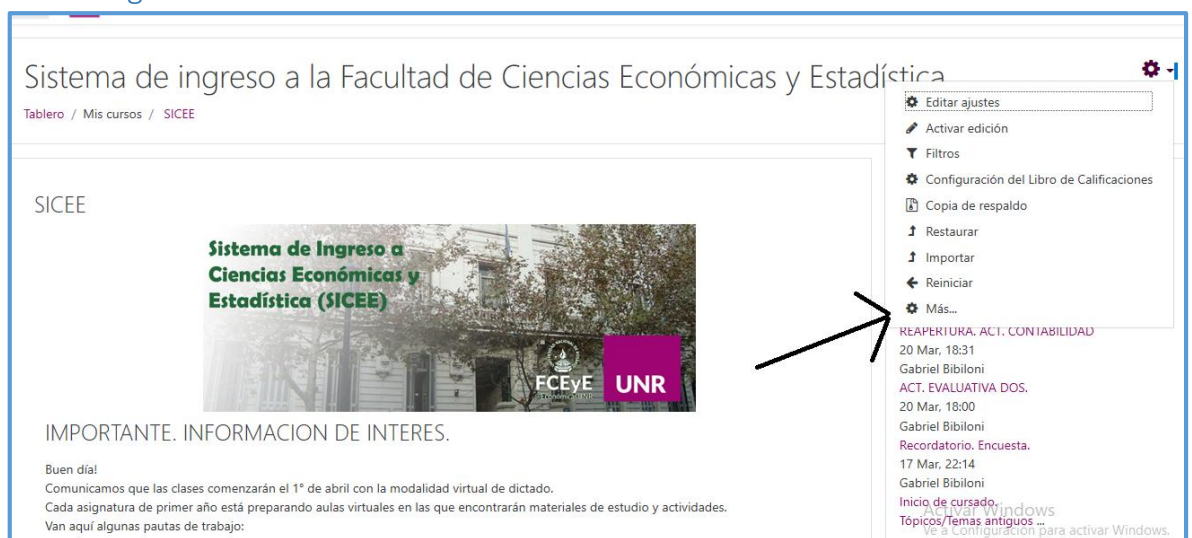 Sistema de ingreso a la Facultad de Ciencias Económicas y Estadística
Tablero / Mis cursos / SICEE
Editar ajustes
Activar edición
Filtros
Configuración del Libro de Calificaciones
Copia de respaldo
Restaurar
Importar
Reiniciar
Más...
SICEE
Sistema de Ingreso a
Ciencias Económicas y
Estadística (SICEE)
FCEyE
UNR
IMPORTANTE. INFORMACION DE INTERES.
Buen día!
Comunicamos que las clases comenzarán el 1° de abril con la modalidad virtual de dictado.
Cada asignatura de primer año está preparando aulas virtuales en las que encontrarán materiales de estudio y actividades.
Van aquí algunas pautas de trabajo:
REAPERTURA. ACT. CONTABILIDAD
20 Mar, 18:31
Gabriel Bibiloni
ACT. EVALUATIVA DOS.
20 Mar, 18:00
Gabriel Bibiloni
Recordatorio. Encuesta.
17 Mar, 22:14
Gabriel Bibiloni
Inicio de cursado.
Tópicos/Temas antiguos ...
Activar Windows
Ve a Configuración para activar Windows.